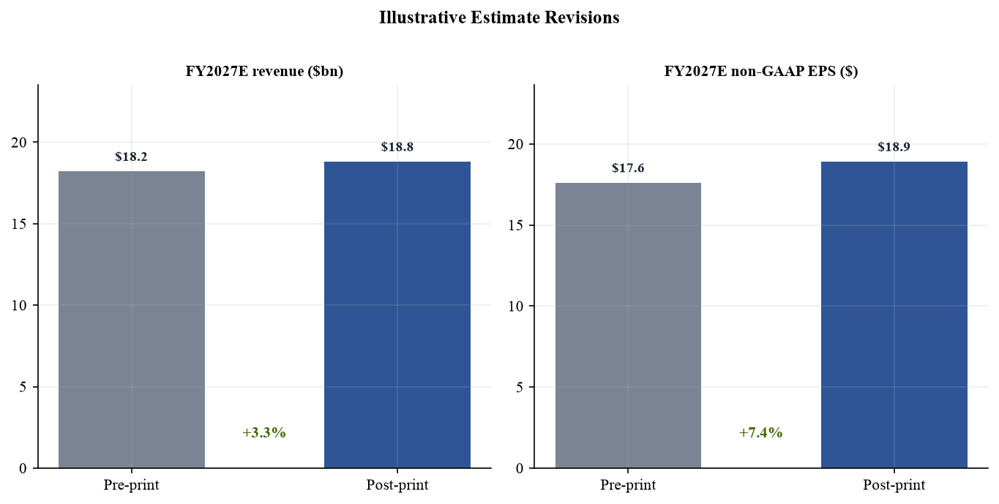 Illustrative Estimate Revisions
FY2027E revenue ($bn)
20
15
10
5
0
$18.2
$18.8
+3.3%
Pre-print
Post-print
FY2027E non-GAAP EPS ($)
20
15
10
5
0
$17.6
$18.9
+7.4%
Pre-print
Post-print